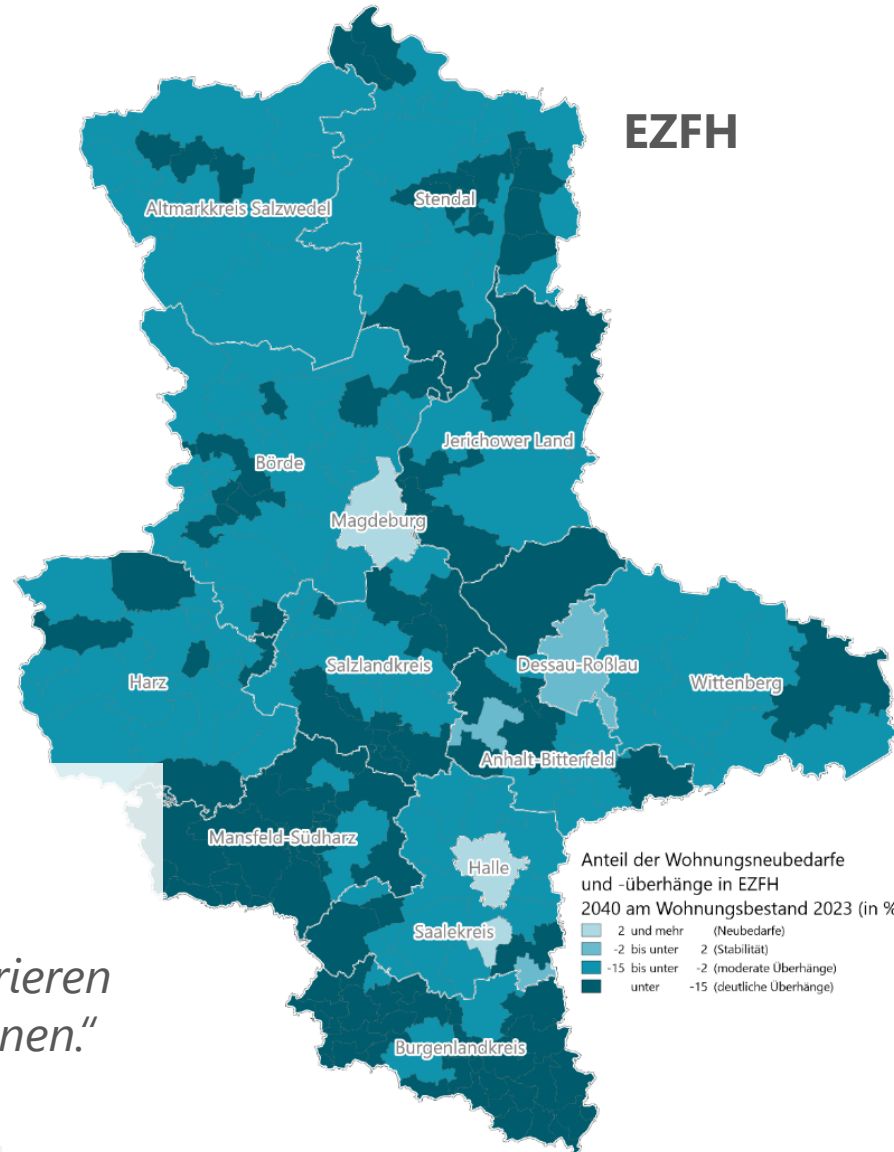 EZFH
Altmarkkreis Salzwedel
Stendal
Jerichower Land
Börde
Magdeburg
Salzlandkreis
Dessau-Roßlau
Harz
Wittenberg
Anhalt-Bitterfeld
Mansfeld-Südharz
Halle
Saalekreis
Burgenlandkreis
Anteil der Wohnungsneubedarfe
und -überhänge in EZFH
2040 am Wohnungsbestand 2023 (in %
2 und mehr (Neubedarfe)
-2 bis unter 2 (Stabilität)
-15 bis unter -2 (moderate Überhänge)
unter -15 (deutliche Überhänge)
rieren
nen.“